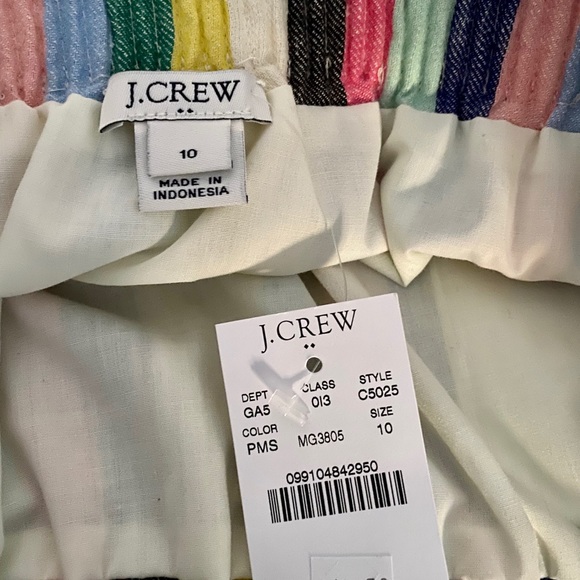 J.CREW
10
MADE IN
INDONESIA
J.CREW
DEPT CLASS STYLE
GA5 013 C5025
COLOR SIZE
PMS MG3805 10
099104842950